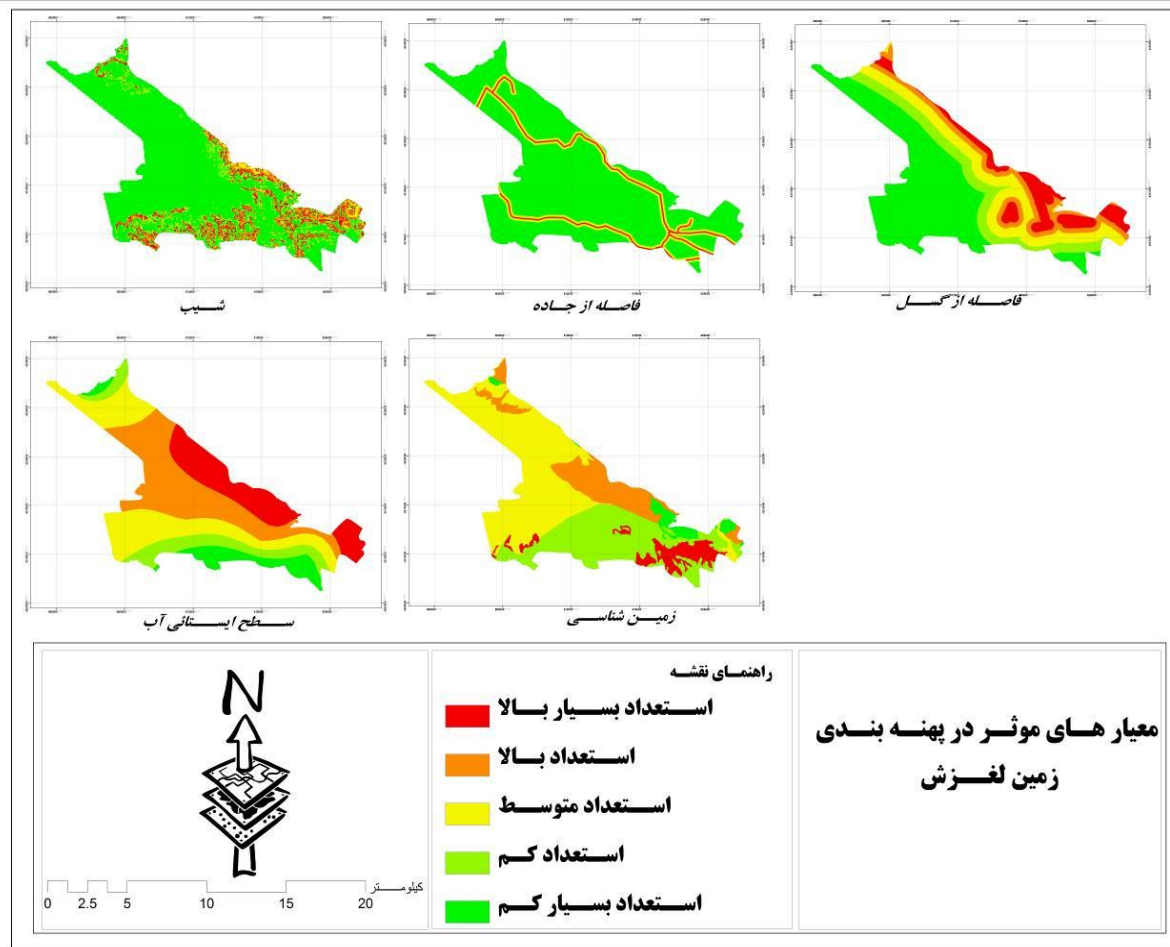 شیب
فاصله از جاده
فاصله از گسل
سطح ایستائی آب
زمین شناسی
راهنمای نقشه
استعداد بسیار بالا
استعداد بالا
استعداد متوسط
استعداد کم
استعداد بسیار کم
معیار های موثر در پهنه بندی
زمین لغزش
N
کیلومتر
0 2.5 5 10 15 20